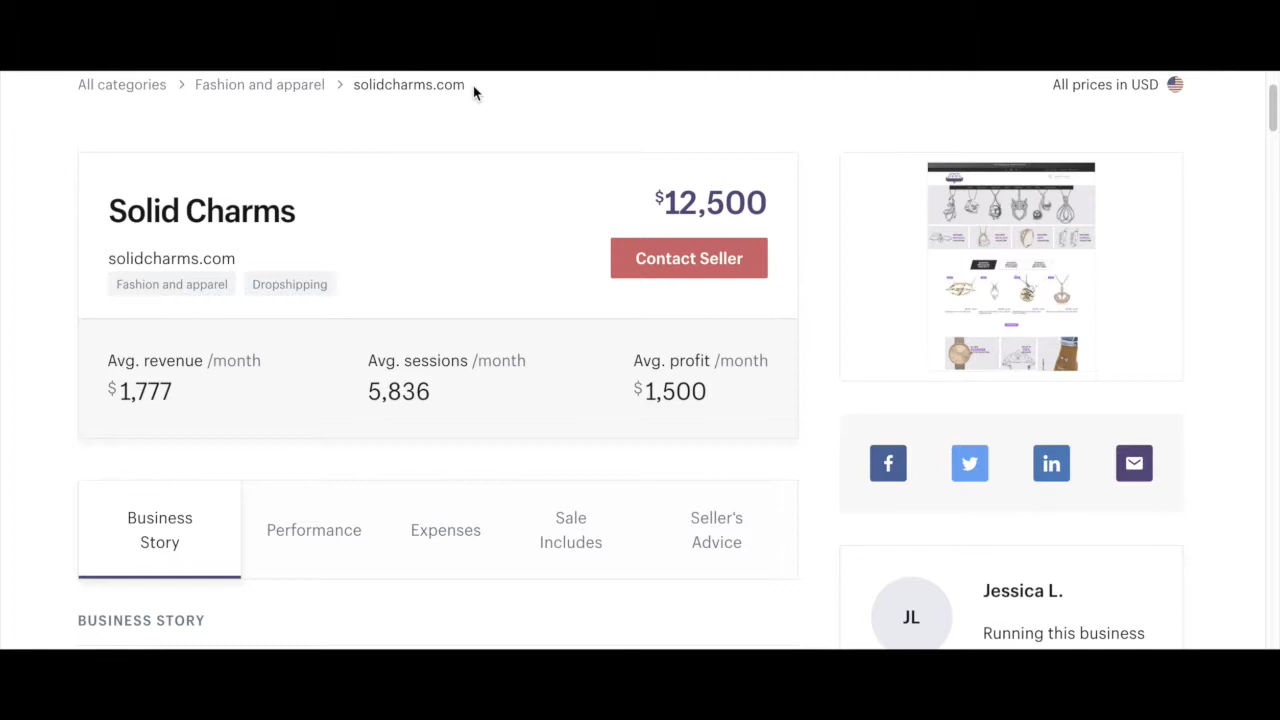 All categories > Fashion and apparel > solidcharms.com
All prices in USD
Solid Charms
$12,500
solidcharms.com
Contact Seller
Fashion and apparel
Dropshipping
Avg. revenue /month
Avg. sessions /month
Avg. profit /month
$1,777
5,836
$1,500
Business
Story
Performance
Expenses
Sale
Includes
Seller's
Advice
BUSINESS STORY
f
in
JL
Jessica L.
Running this business